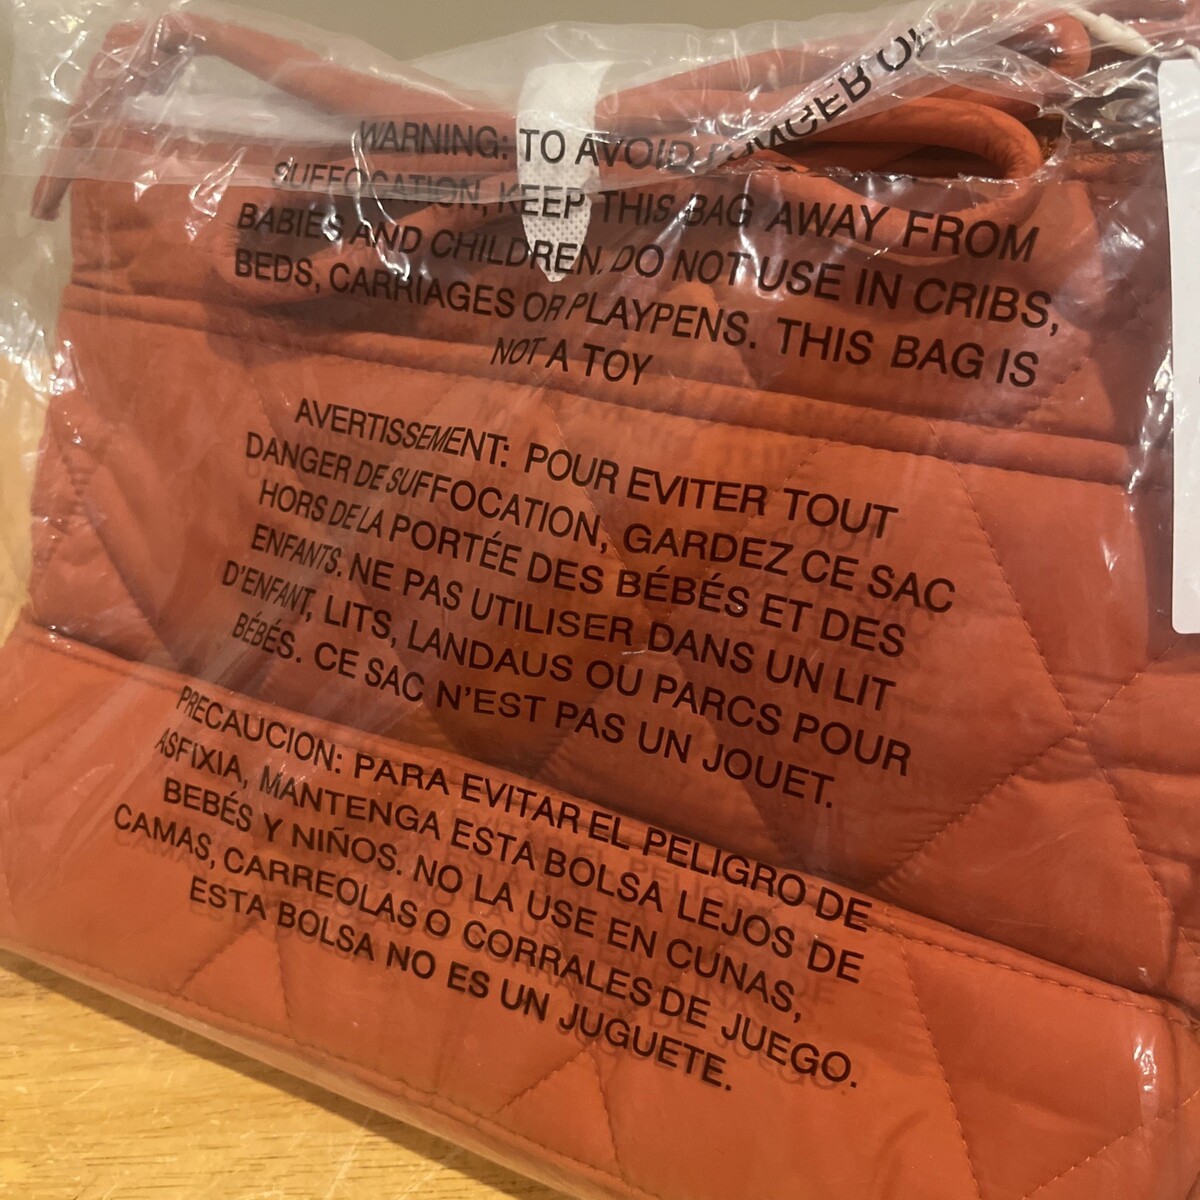 WARNING: TO AVOID DANGER OF
SUFFOCATION, KEEP THIS BAG AWAY FROM
BABIES AND CHILDREN. DO NOT USE IN CRIBS,
BEDS, CARRIAGES OR PLAYPENS. THIS BAG IS
NOT A TOY
AVERTISSEMENT: POUR EVITER TOUT
DANGER DE SUFFOCATION, GARDEZ CE SAC
HORS DE LA PORTÉE DES BÉBÉS ET DES
ENFANTS. NE PAS UTILISER DANS UN LIT
D'ENFANT, LITS, LANDAUS OU PARCS POUR
BÉBÉS. CE SAC N'EST PAS UN JOUET.
PRECAUCION: PARA EVITAR EL PELIGRO DE
ASFIXIA, MANTENGA ESTA BOLSA LEJOS DE
BEBÉS Y NIÑOS. NO LA USE EN CUNAS,
CAMAS, CARREOLAS O CORRALES DE JUEGO.
ESTA BOLSA NO ES UN JUGUETE.